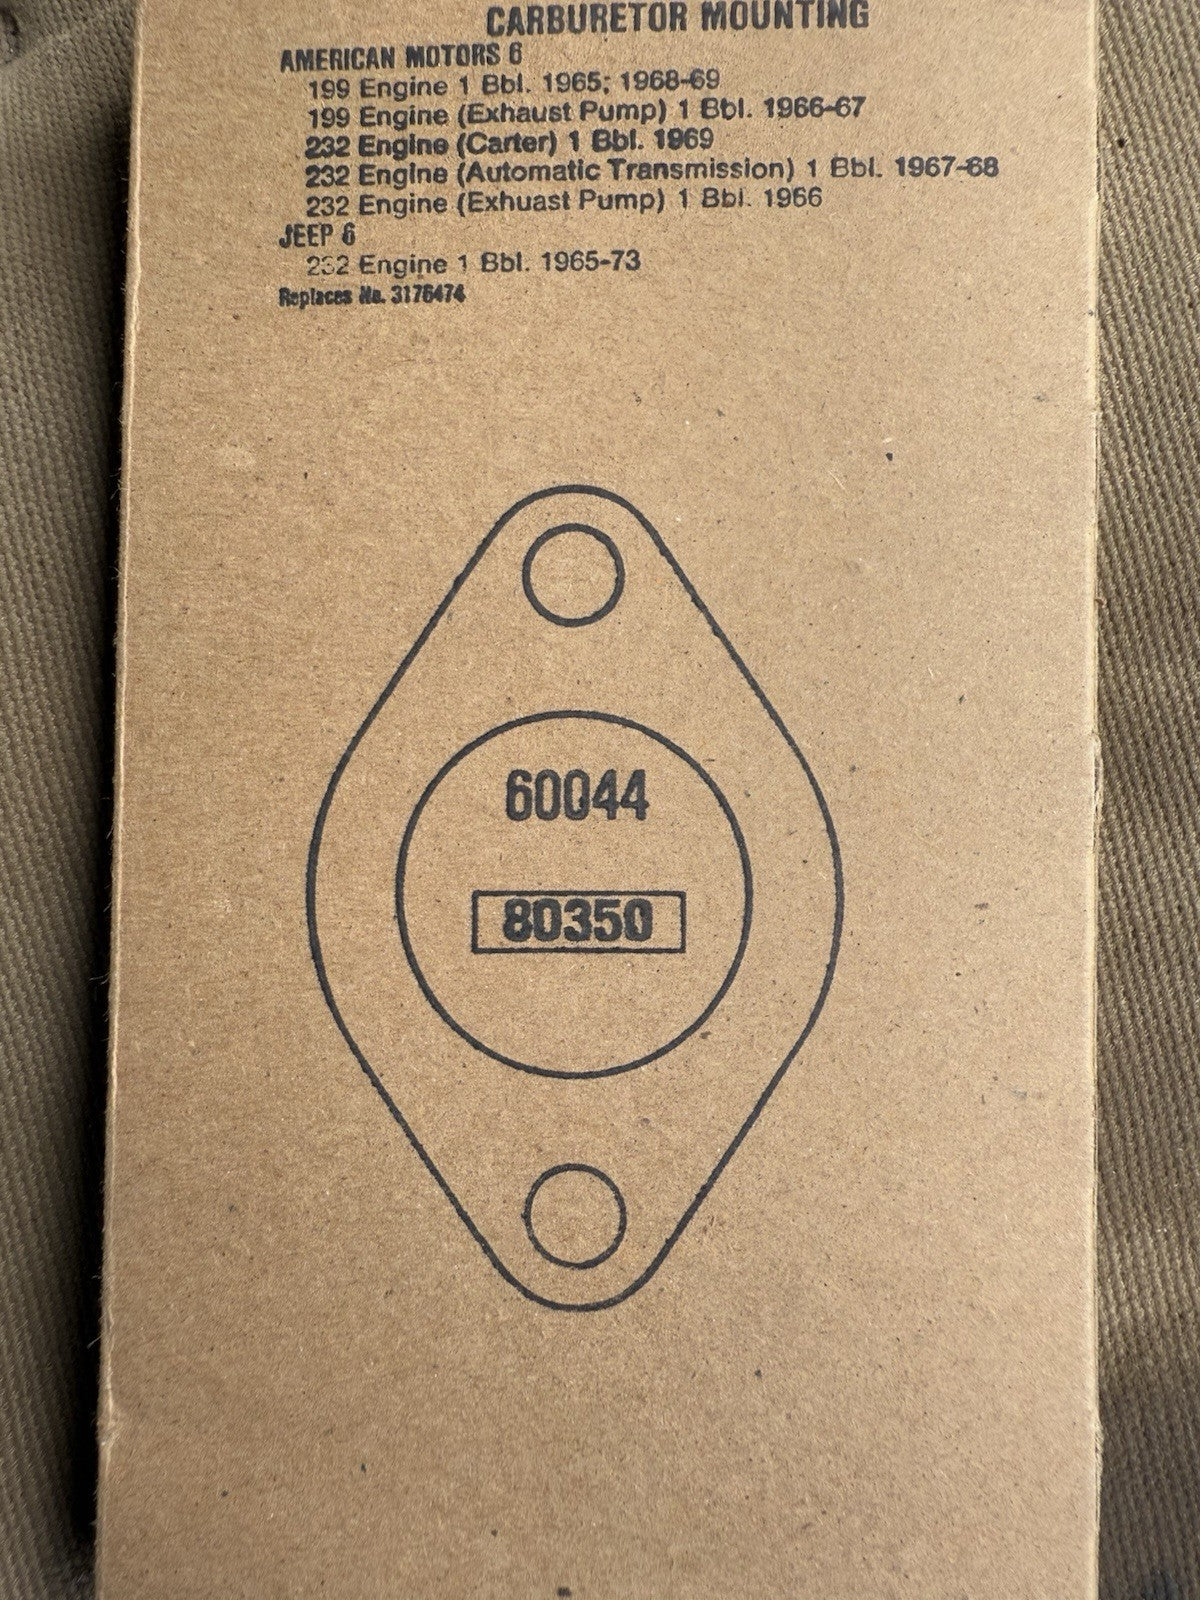 CARBURETOR MOUNTING
AMERICAN MOTORS 6
199 Engine 1 Bbl. 1965; 1968-69
199 Engine (Exhaust Pump) 1 Bbl. 1966-67
232 Engine (Carter) 1 Bbl. 1969
232 Engine (Automatic Transmission) 1 Bbl. 1967-68
232 Engine (Exhuast Pump) 1 Bbl. 1966
JEEP 6
232 Engine 1 Bbl. 1965-73
Replaces No. 3176474
60044
80350